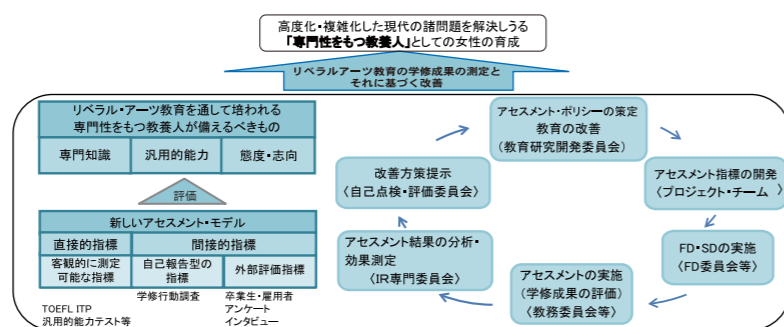 高度化・複雑化した現代の諸問題を解決しうる
「専門性をもつ教養人」としての女性の育成
リベラルアーツ教育の学修成果の測定と
それに基づく改善
リベラル・アーツ教育を通して培われる
専門性をもつ教養人が備えるべきもの
専門知識
汎用的能力
態度・志向
評価
新しいアセスメント・モデル
直接的指標
間接的指標
客観的に測定
可能な指標
自己報告型の
指標
外部評価指標
TOEFL ITP
汎用的能力テスト等
学修行動調査
卒業生・雇用者
アンケート
インタビュー
アセスメント・ポリシーの策定
教育の改善
(教育研究開発委員会)
アセスメント指標の開発
〈プロジェクト・チーム
FD・SDの実施
〈FD委員会等〉
アセスメントの実施
(学修成果の評価)
〈教務委員会等〉
アセスメント結果の分析・
効果測定
〈IR専門委員会〉
改善方策提示
〈自己点検・評価委員会〉